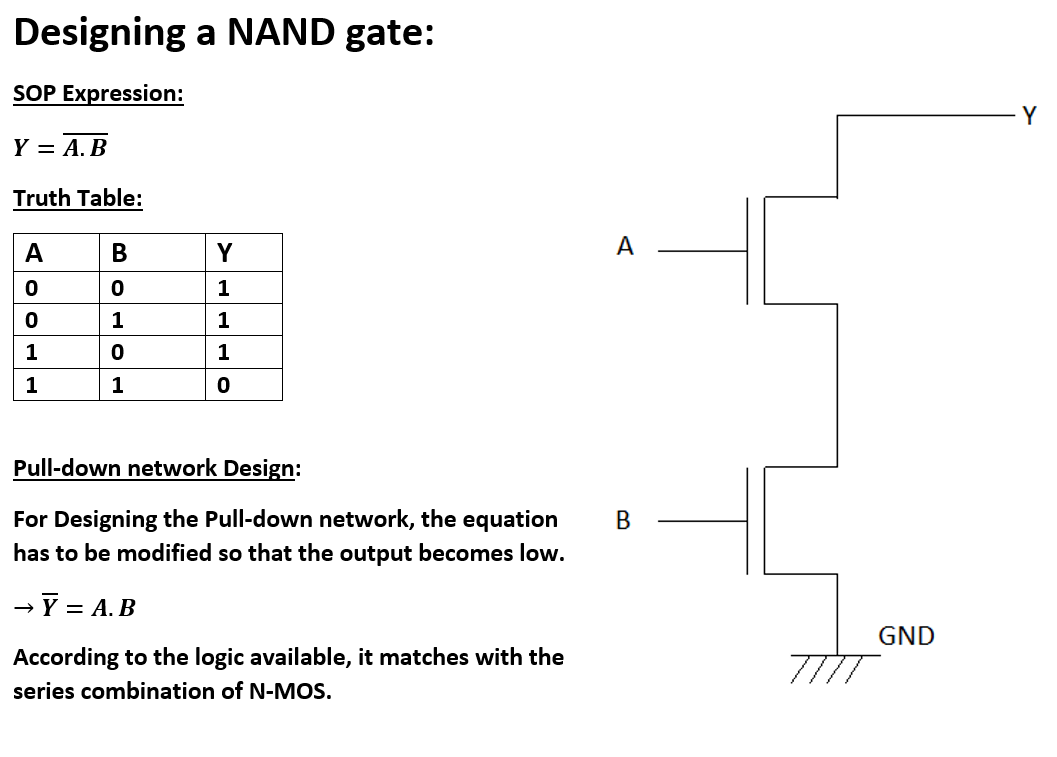 Designing a NAND gate:
SOP Expression:
Y = \overline{A.B}
Truth Table:
A B Y
0 0 1
0 1 1
1 0 1
1 1 0
Pull-down network Design:
For Designing the Pull-down network, the equation
has to be modified so that the output becomes low.
→ \overline{Y} = A.B
According to the logic available, it matches with the
series combination of N-MOS.
Y
A
B
GND